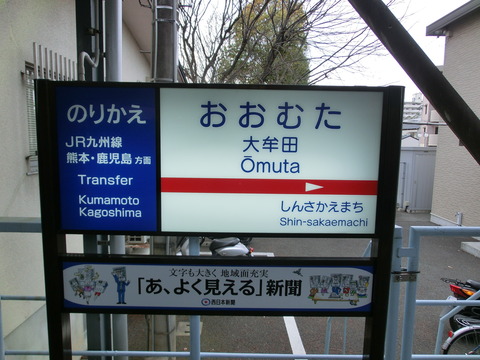 のりかえ
JR九州線
熊本・鹿児島 方面
Transfer
Kumamoto
Kagoshima
おおむた
大牟田
Ōmuta
しんさかえまち
Shin-sakaemachi
文字も大きく 地域面充実
「あ、よく見える」新聞
西日本新聞